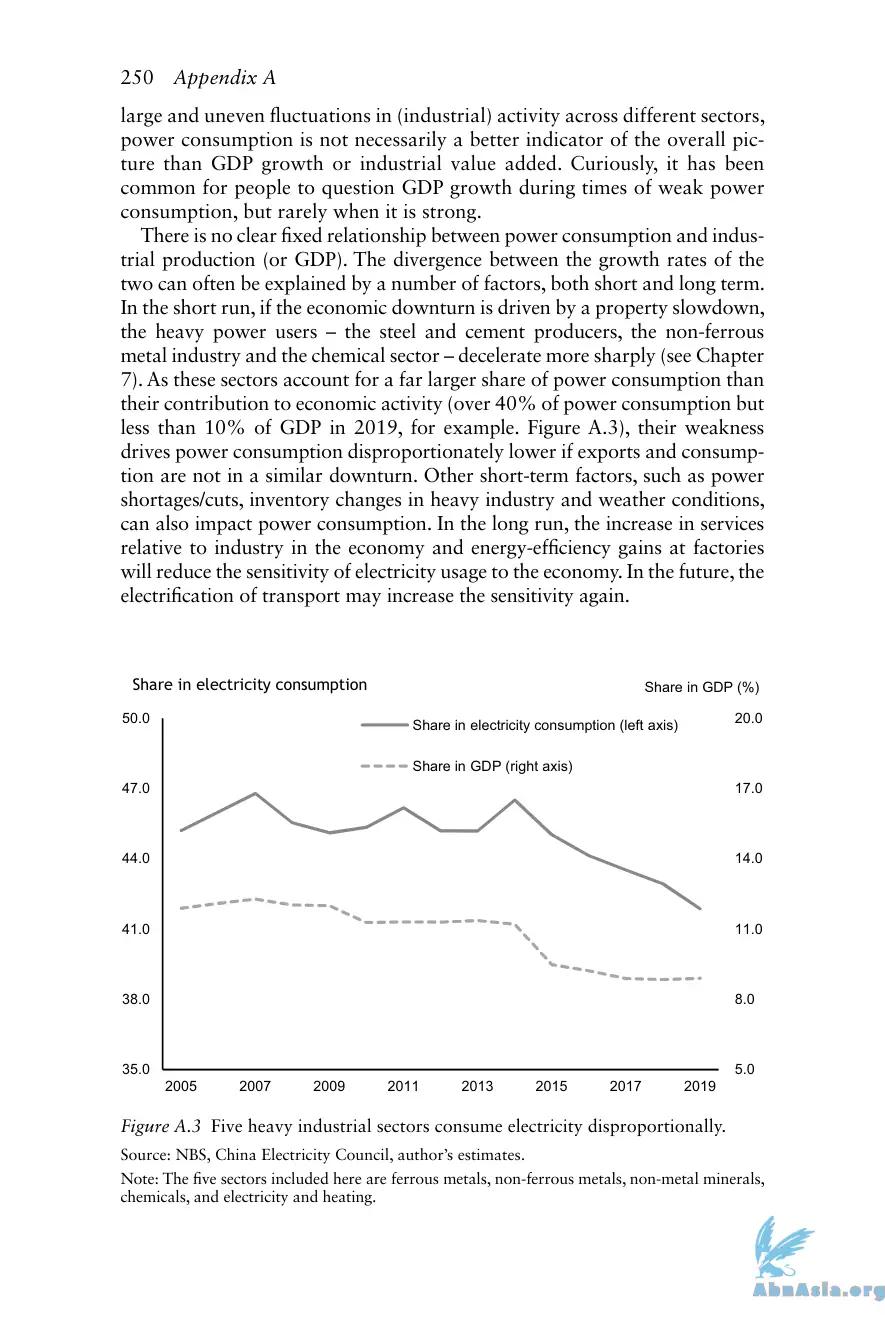 250 Appendix A
large and uneven fluctuations in (industrial) activity across different sectors,
power consumption is not necessarily a better indicator of the overall pic-
ture than GDP growth or industrial value added. Curiously, it has been
common for people to question GDP growth during times of weak power
consumption, but rarely when it is strong.
There is no clear fixed relationship between power consumption and indus-
trial production (or GDP). The divergence between the growth rates of the
two can often be explained by a number of factors, both short and long term.
In the short run, if the economic downturn is driven by a property slowdown,
the heavy power users – the steel and cement producers, the non-ferrous
metal industry and the chemical sector – decelerate more sharply (see Chapter
7). As these sectors account for a far larger share of power consumption than
their contribution to economic activity (over 40% of power consumption but
less than 10% of GDP in 2019, for example. Figure A.3), their weakness
drives power consumption disproportionately lower if exports and consump-
tion are not in a similar downturn. Other short-term factors, such as power
shortages/cuts, inventory changes in heavy industry and weather conditions,
can also impact power consumption. In the long run, the increase in services
relative to industry in the economy and energy-efficiency gains at factories
will reduce the sensitivity of electricity usage to the economy. In the future, the
electrification of transport may increase the sensitivity again.
Share in electricity consumption Share in GDP (%)
50.0 Share in electricity consumption (left axis) 20.0
Share in GDP (right axis)
47.0 17.0
44.0 14.0
41.0 11.0
38.0 8.0
35.0 5.0
2005 2007 2009 2011 2013 2015 2017 2019
Figure A.3 Five heavy industrial sectors consume electricity disproportionally.
Source: NBS, China Electricity Council, author's estimates.
Note: The five sectors included here are ferrous metals, non-ferrous metals, non-metal minerals,
chemicals, and electricity and heating.
AbnAsia.org